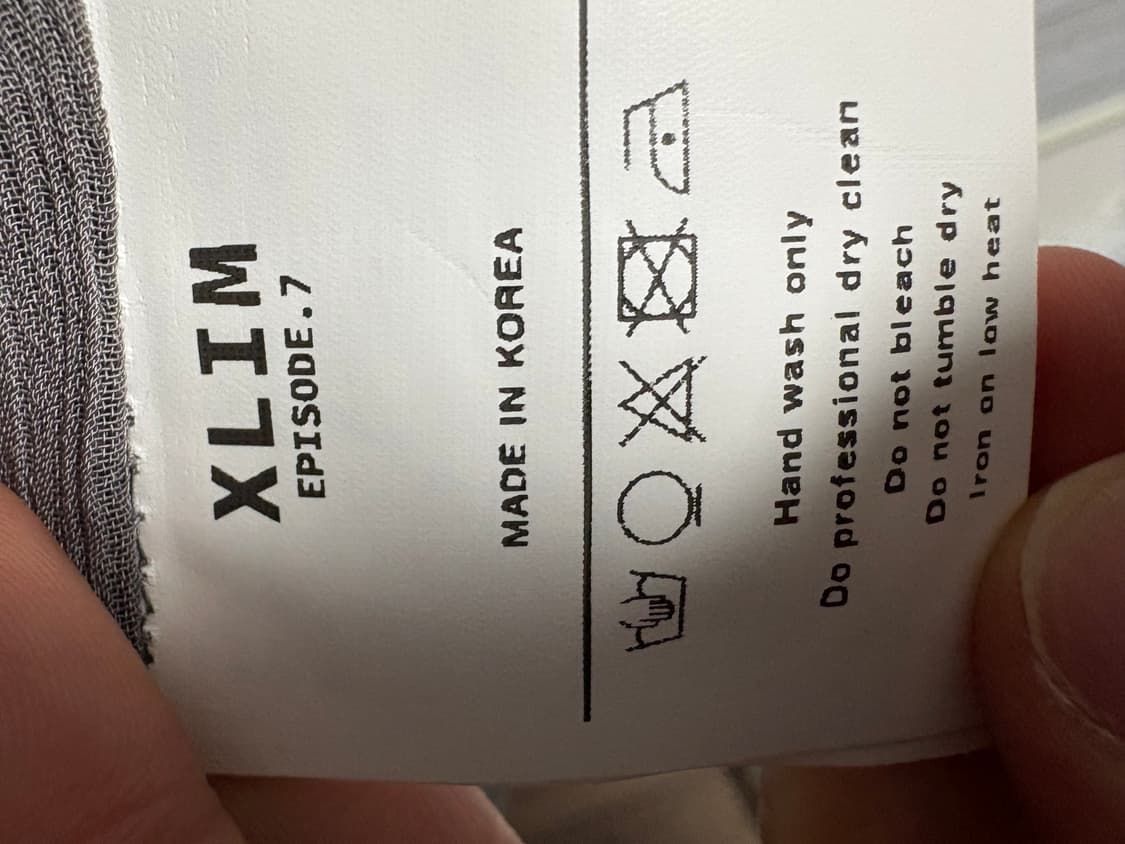 XLIM
EPISODE.7
MADE IN KOREA
Hand wash only
Do professional dry clean
Do not bleach
Do not tumble dry
Iron on low heat